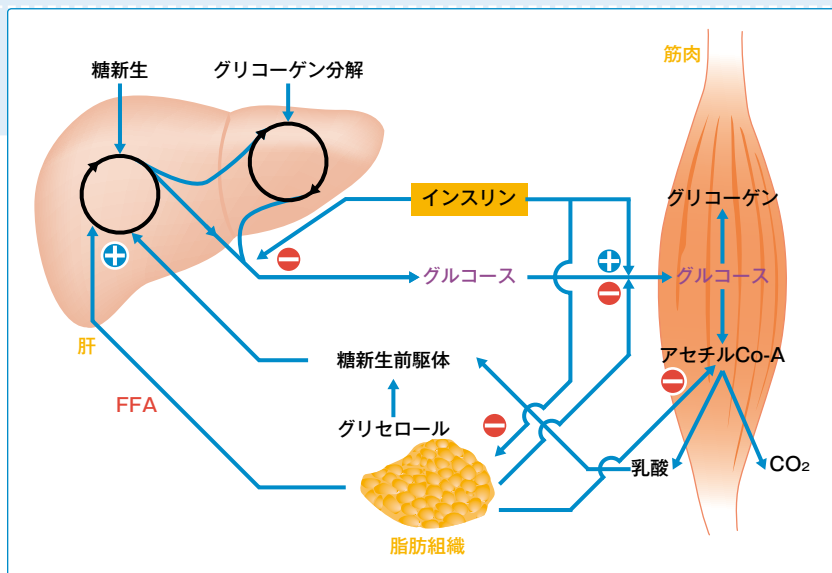 糖新生
グリコーゲン分解
筋肉
インスリン
グリコーゲン
グルコース
グルコース
肝
糖新生前駆体
アセチルCo-A
FFA
グリセロール
乳酸
CO₂
脂肪組織